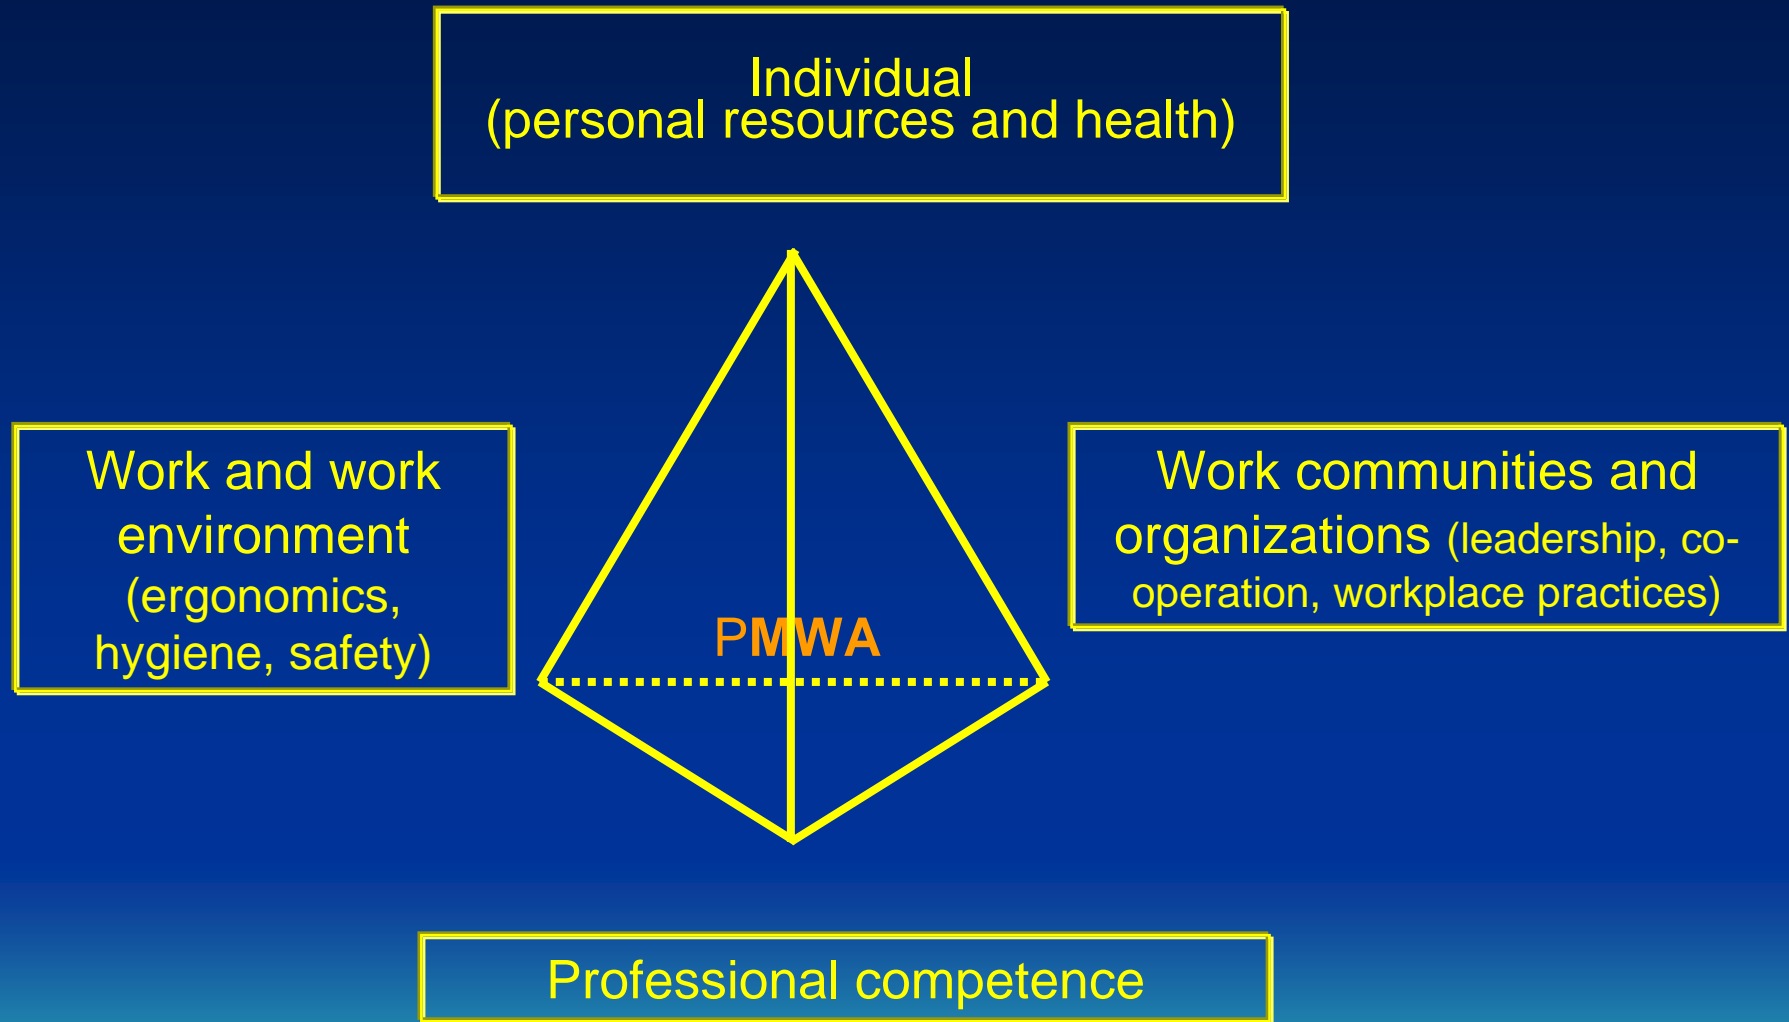 Individual
(personal resources and health)
Work and work
environment
(ergonomics,
hygiene, safety)
Work communities and
organizations (leadership, co-
operation, workplace practices)
PMWA
Professional competence